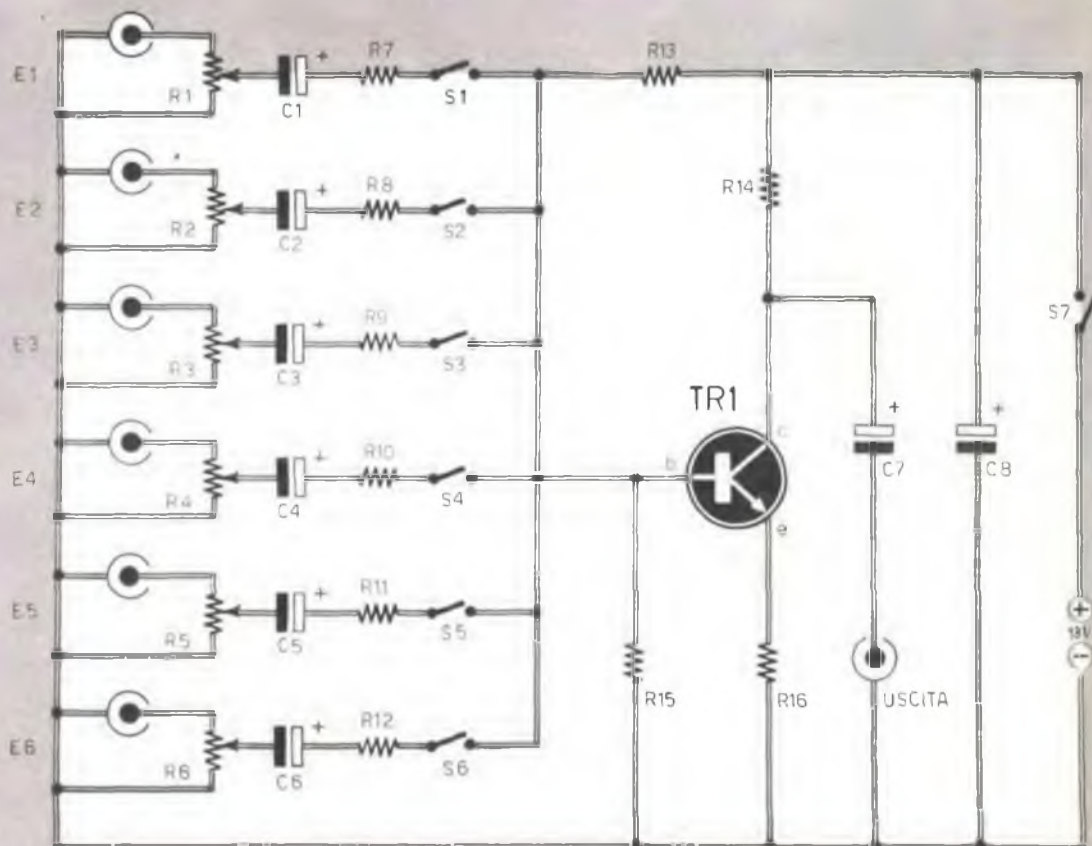 E1
R1
C1
+
R7
S1
R13
E2
R2
C2
+
R8
S2
R14
E3
R3
C3
+
R9
S3
S7
E4
R4
C4
+
R10
S4
TR1
b
c
e
+
C7
+
C8
E5
R5
C5
+
R11
S5
R15
R16
USCITA
+
18V
−
E6
R6
C6
+
R12
S6